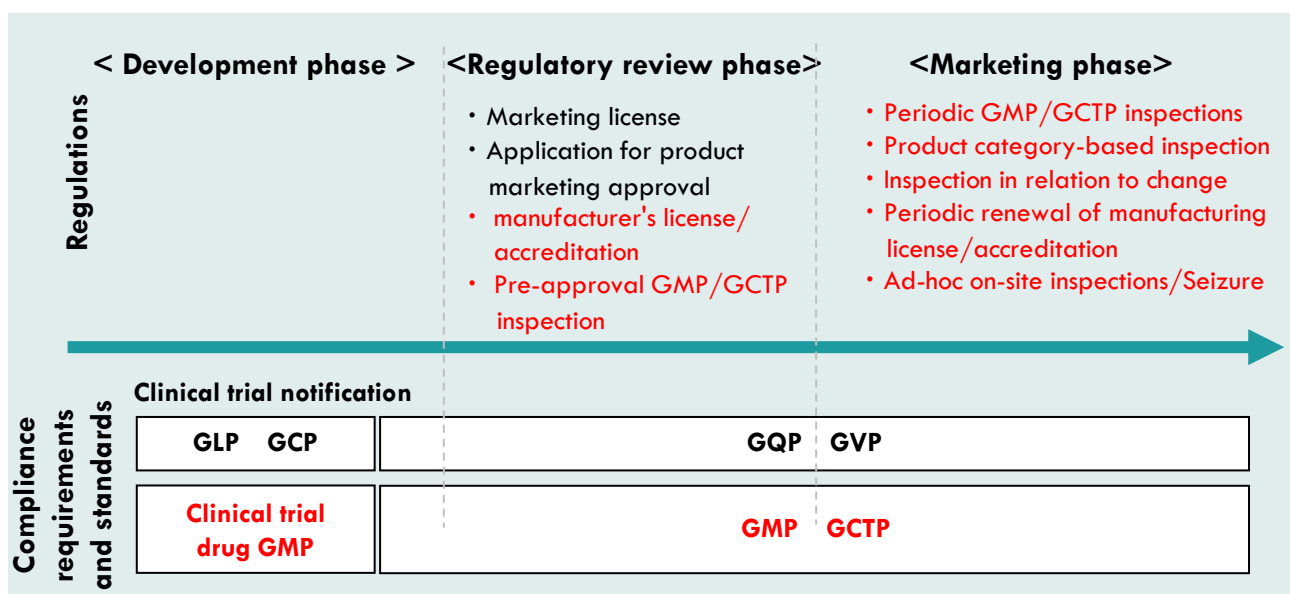 < Development phase >
<Regulatory review phase>
<Marketing phase>
Regulations
・Marketing license
・Application for product
marketing approval
・manufacturer's license/
accreditation
・Pre-approval GMP/GCTP
inspection
・Periodic GMP/GCTP inspections
・Product category-based inspection
・Inspection in relation to change
・Periodic renewal of manufacturing
license/accreditation
・Ad-hoc on-site inspections/Seizure
Compliance
requirements
and standards
Clinical trial notification
GLP GCP
GQP GVP
Clinical trial
drug GMP
GMP GCTP